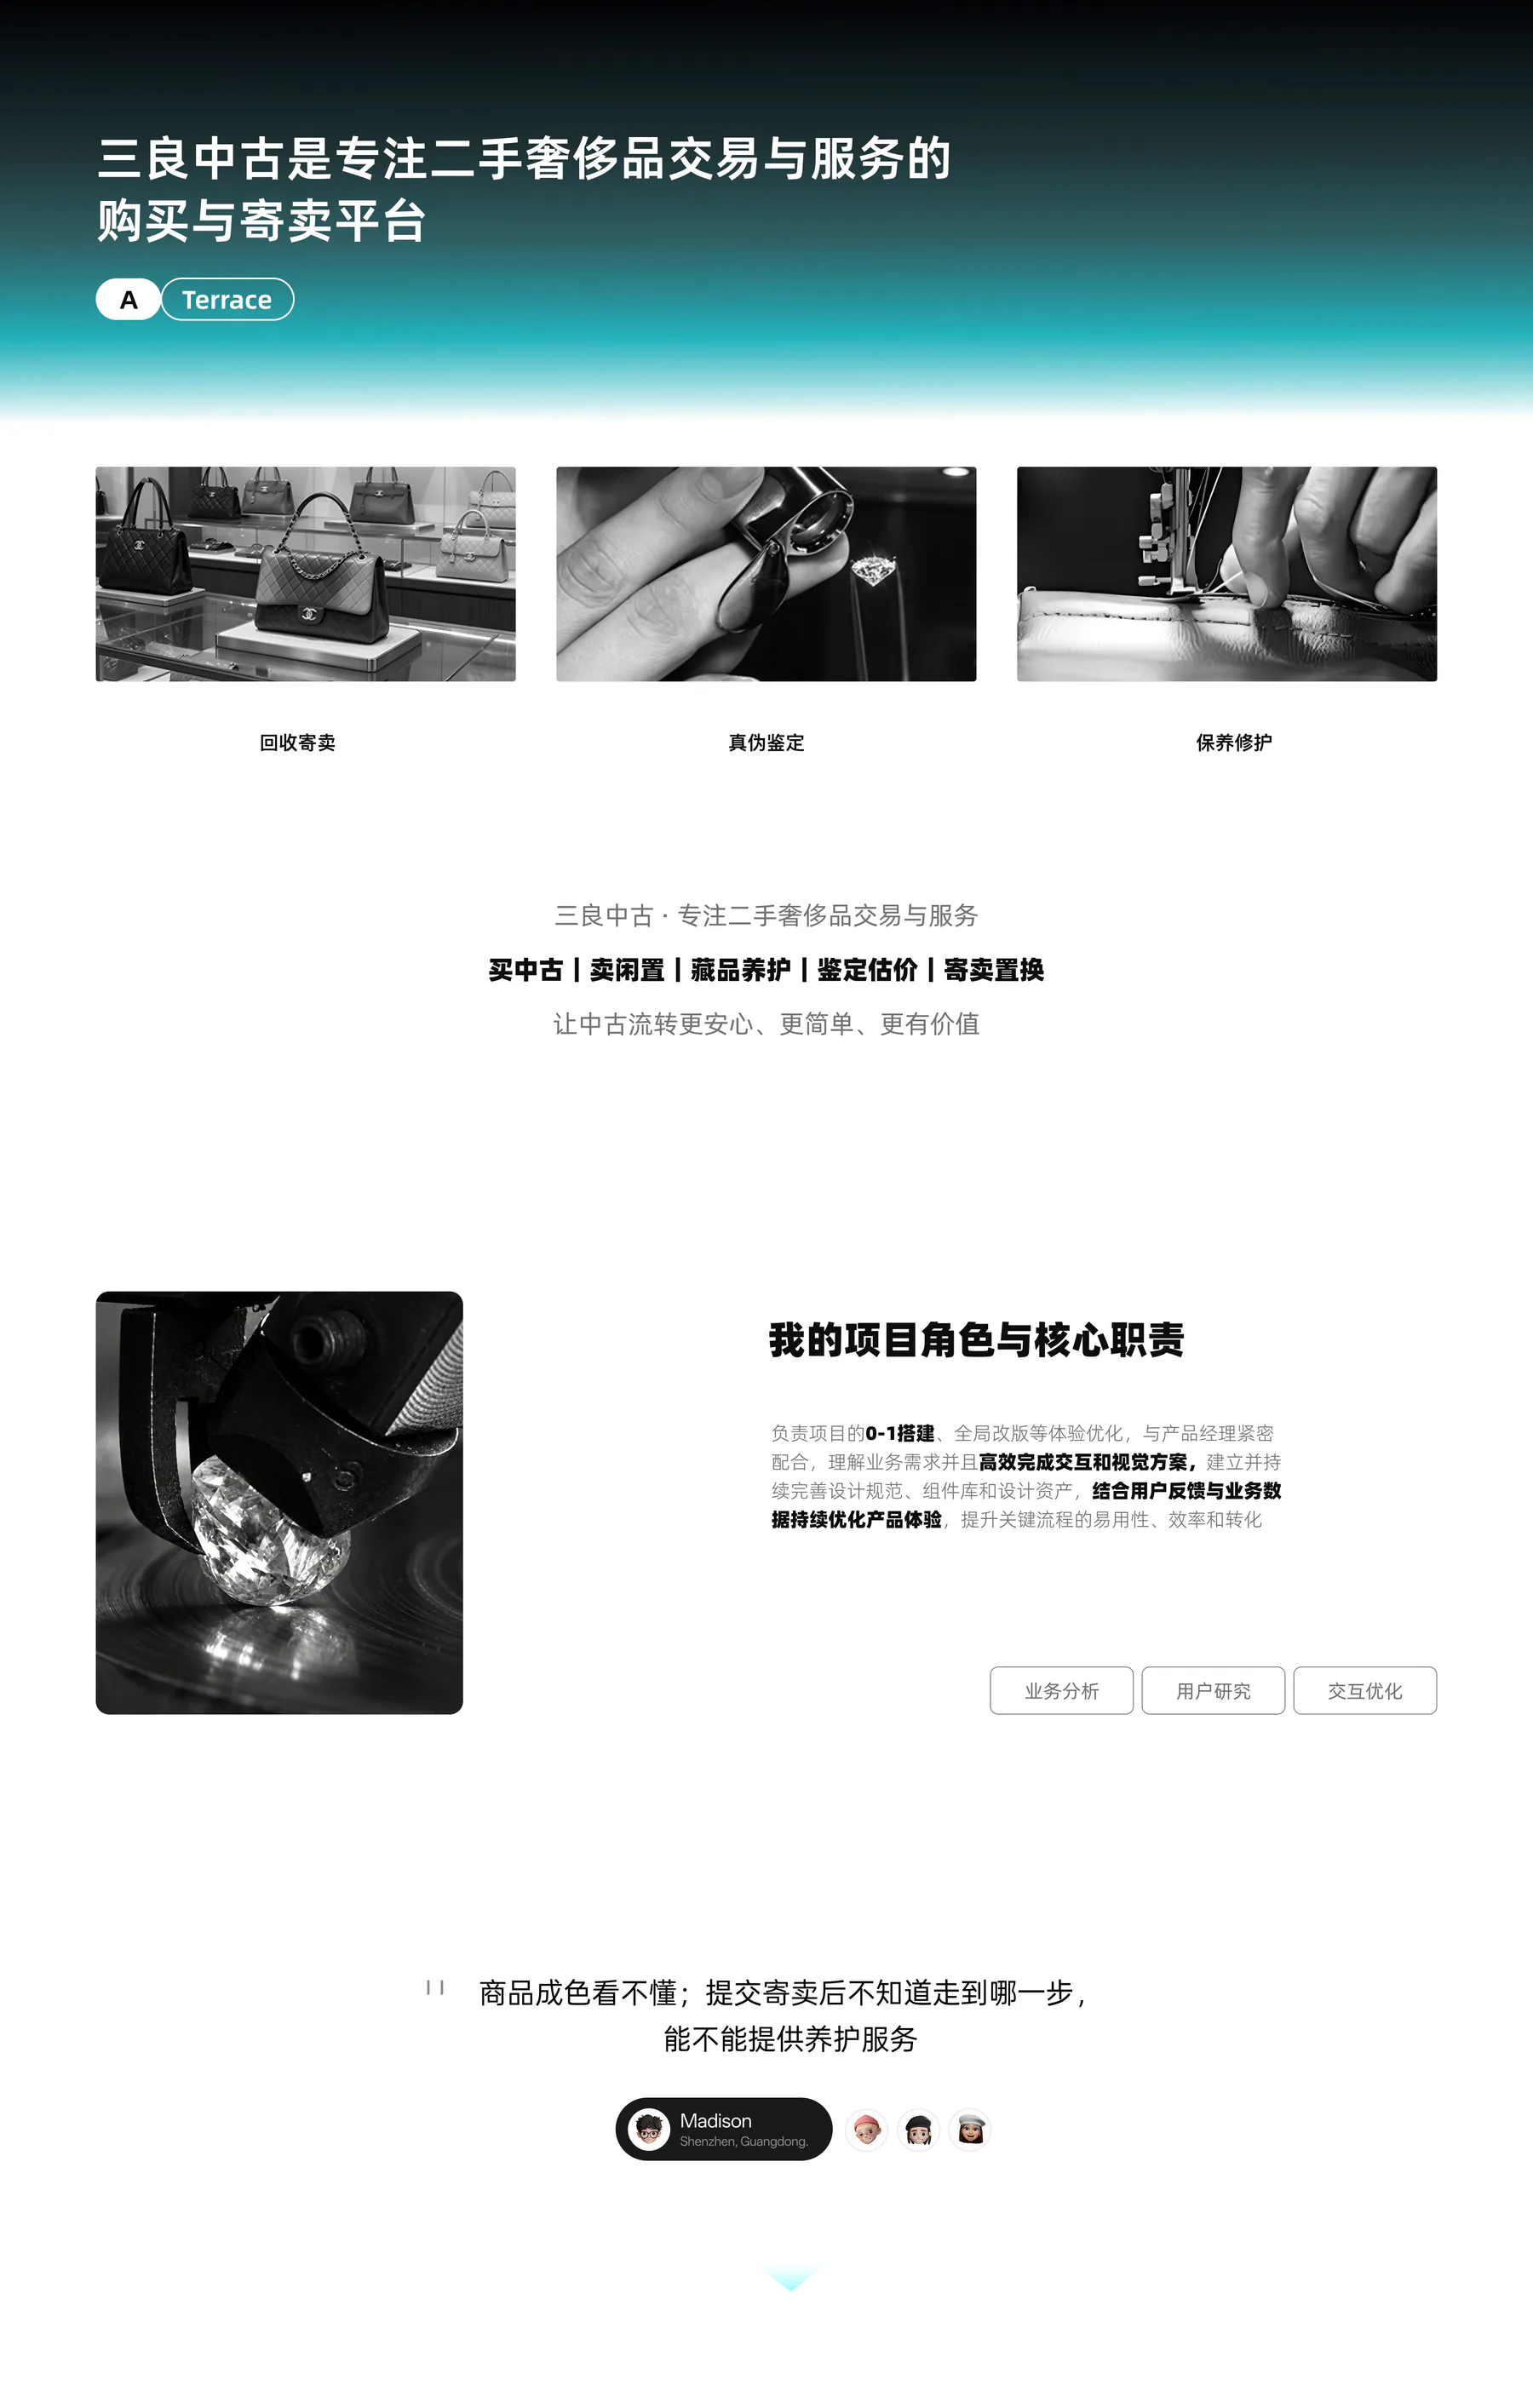 三良中古是专注二手奢侈品交易与服务的
购买与寄卖平台
A Terrace
回收寄卖
真伪鉴定
保养修护
三良中古 · 专注二手奢侈品交易与服务
买中古丨卖闲置丨藏品养护丨鉴定估价丨寄卖置换
让中古流转更安心、更简单、更有价值
我的项目角色与核心职责
负责项目的0-1搭建、全局改版等体验优化，与产品经理紧密
配合，理解业务需求并且高效完成交互和视觉方案，建立并持
续完善设计规范、组件库和设计资产，结合用户反馈与业务数
据持续优化产品体验，提升关键流程的易用性、效率和转化
业务分析
用户研究
交互优化
" 商品成色看不懂；提交寄卖后不知道走到哪一步，
能不能提供养护服务
Madison
Shenzhen, Guangdong.